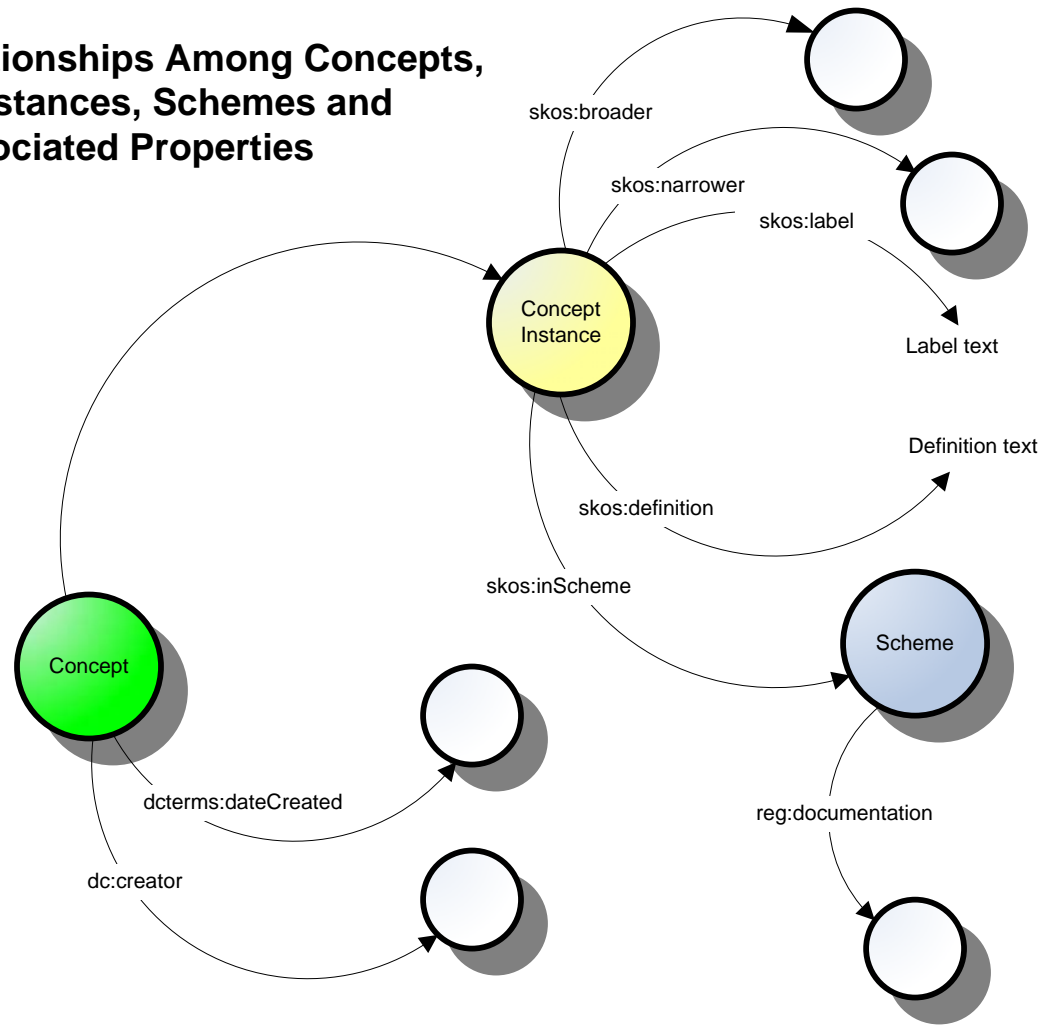 ionships Among Concepts,
stances, Schemes and
ociated Properties
skos:broader
skos:narrower
skos:label
Concept
Instance
Label text
Definition text
skos:definition
skos:inScheme
Scheme
Concept
dcterms:dateCreated
reg:documentation
dc:creator